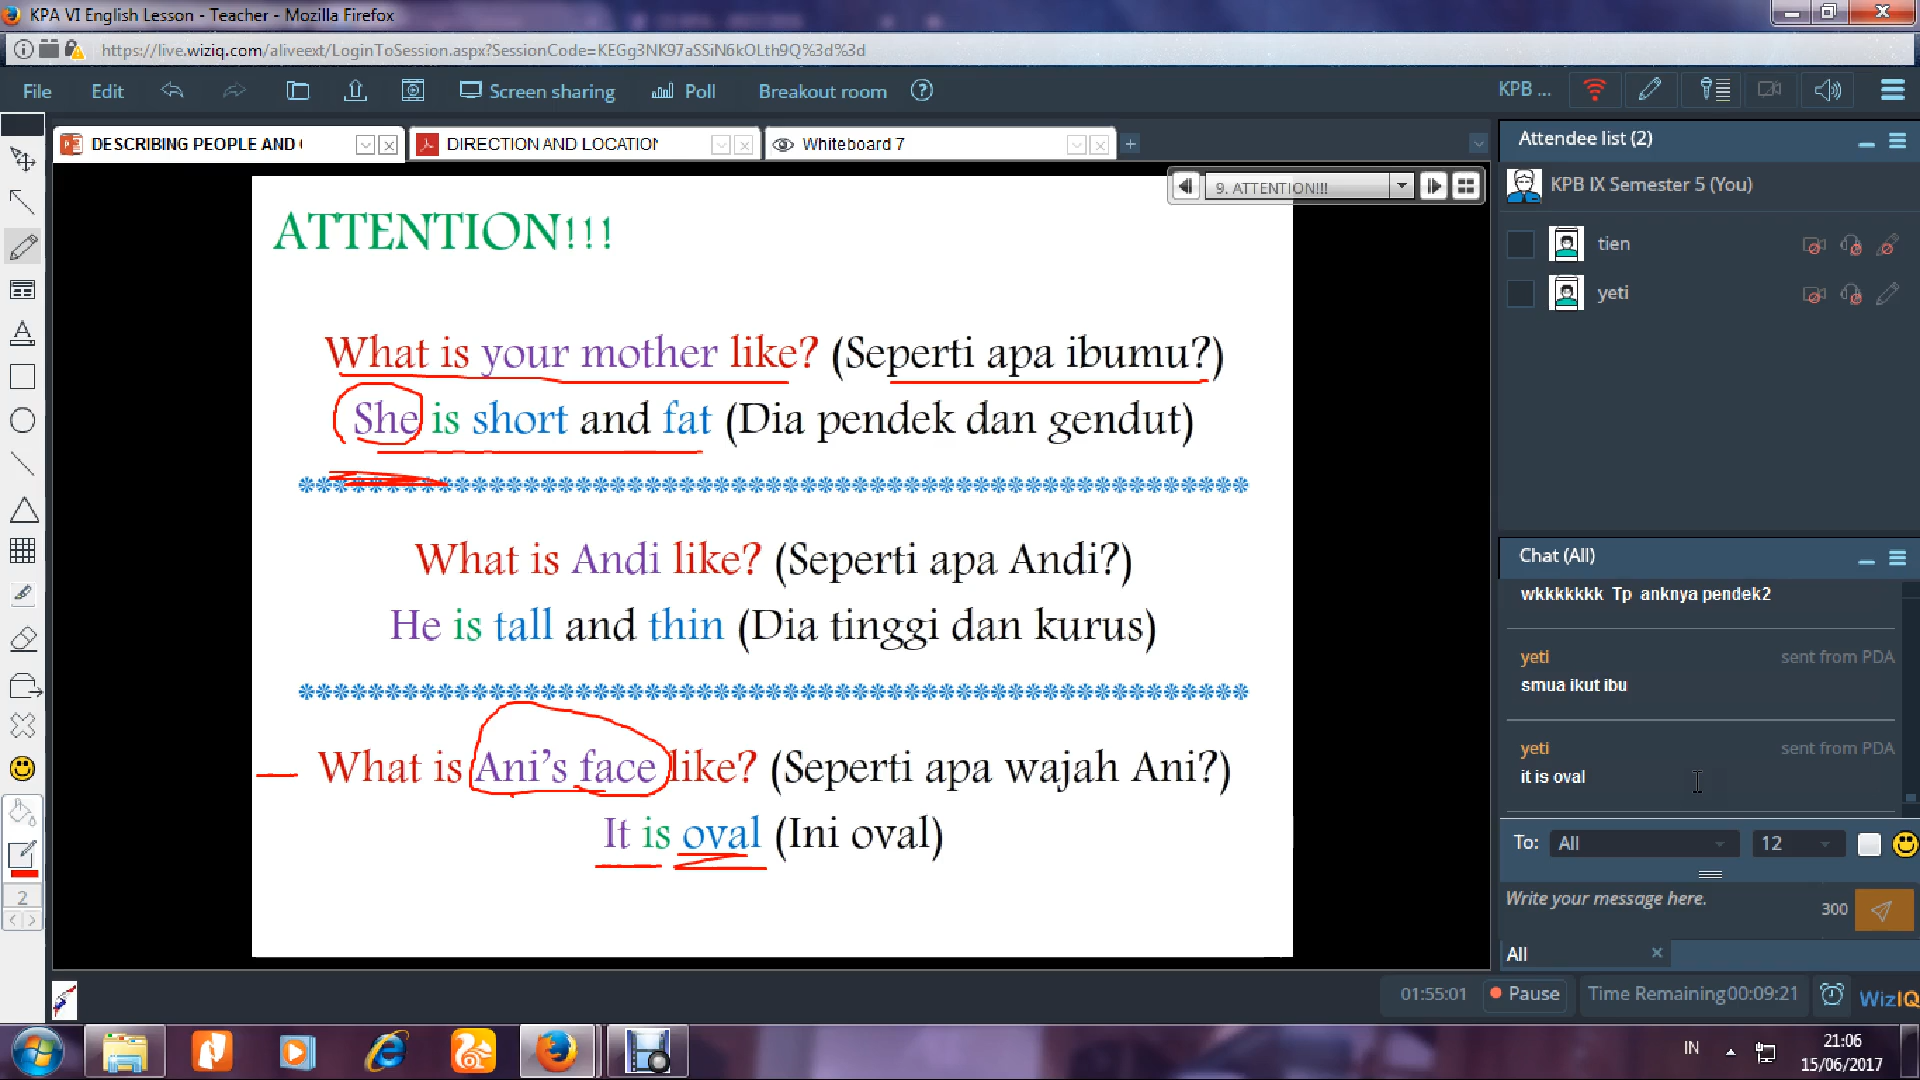 KPA VI English Lesson - Teacher - Mozilla Firefox
https://live.wiziq.com/aliveext/LoginToSession.aspx?SessionCode=KEGg3NK97aSSiN6kOLth9Q%3d%3d
File Edit Screen sharing Poll Breakout room ? KPB ...
DESCRIBING PEOPLE AND
DIRECTION AND LOCATION
Whiteboard 7
9. ATTENTION!!!
ATTENTION!!!
What is your mother like? (Seperti apa ibumu?)
She is short and fat (Dia pendek dan gendut)
What is Andi like? (Seperti apa Andi?)
He is tall and thin (Dia tinggi dan kurus)
What is Ani's face like? (Seperti apa wajah Ani?)
It is oval (Ini oval)
2
Attendee list (2)
KPB IX Semester 5 (You)
tien
yeti
Chat (All)
wkkkkkkk Tp anknya pendek2
yeti sent from PDA
smua ikut ibu
yeti sent from PDA
it is oval
To: All 12
Write your message here.
300
All
01:55:01 Pause Time Remaining 00:09:21 WizIQ
IN
21:06
15/06/2017